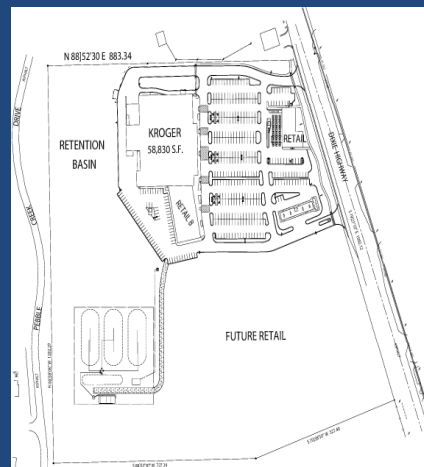 N 88|52'30 E 883.34
DRIVE
CREEK
PEBBLE
RETENTION
BASIN
KROGER
58,830 S.F.
RETAIL B
RETAIL
DIXIE HIGHWAY
FUTURE RETAIL